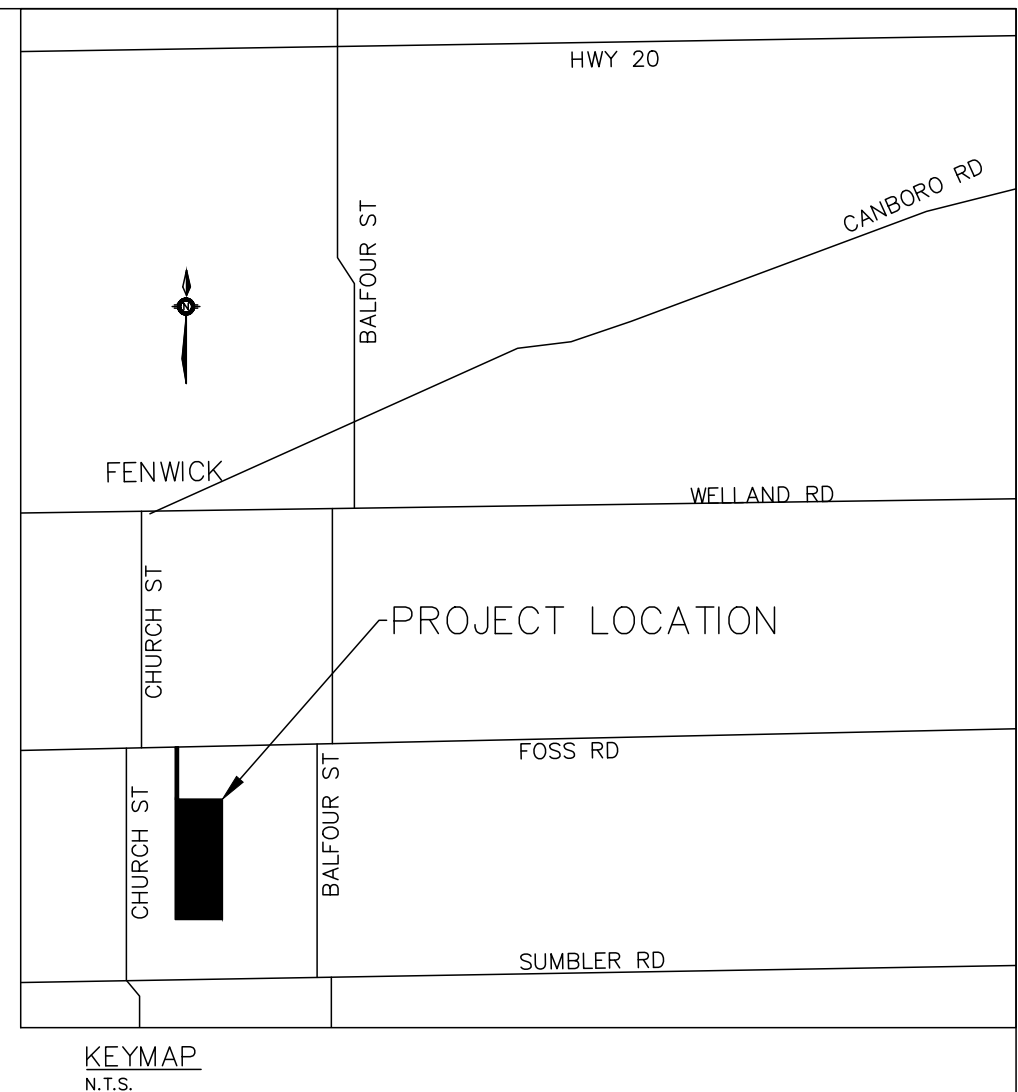 HWY 20
CANBORO RD
BALFOUR ST
N
FENWICK
WELLAND RD
CHURCH ST
PROJECT LOCATION
FOSS RD
CHURCH ST
BALFOUR ST
SUMBLER RD
KEYMAP
N.T.S.